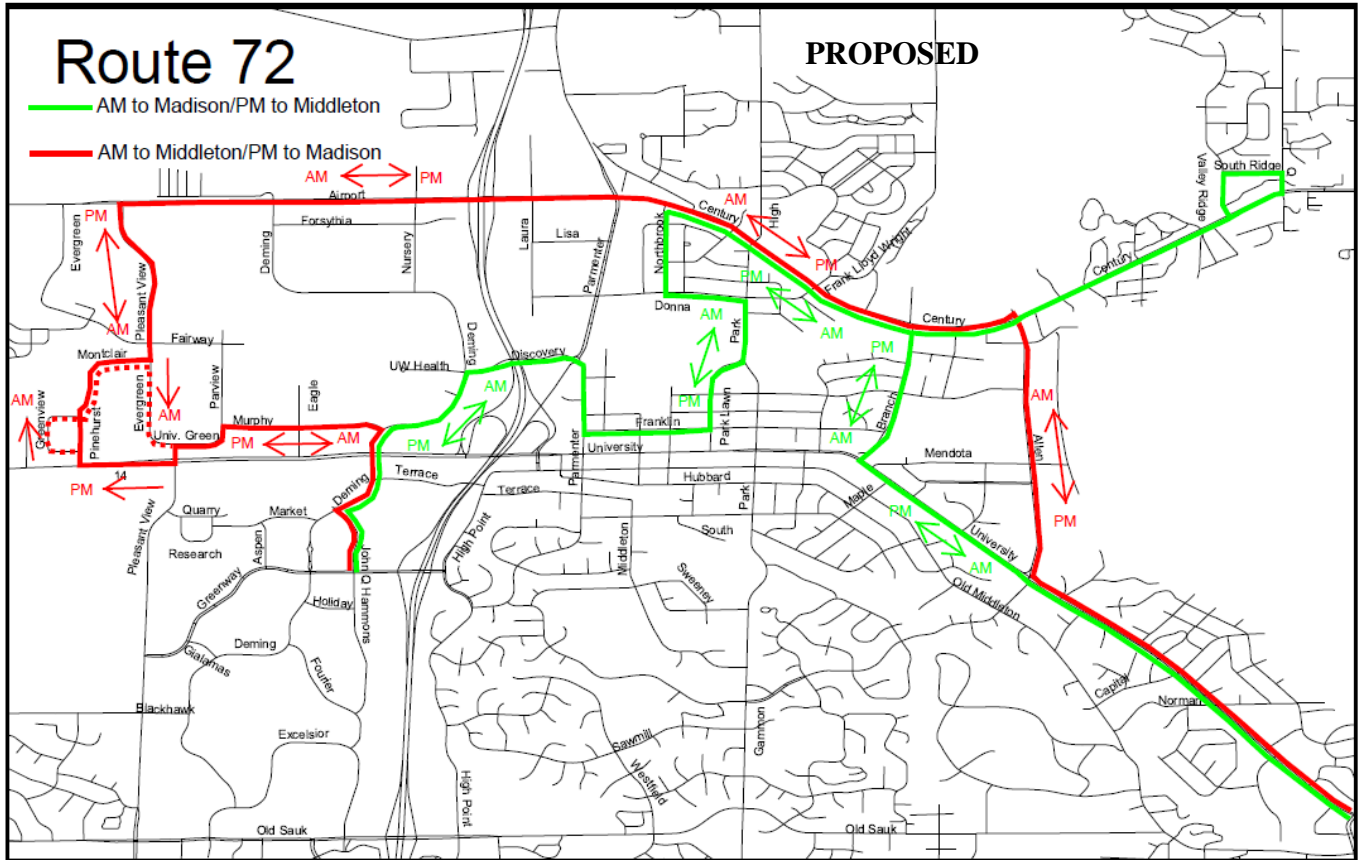 PROPOSED
Route 72
AM to Madison/PM to Middleton
AM to Middleton/PM to Madison
South Ridge
Q
Valley Ridge
AM
PM
Airport
AM
Century
High
PM
Evergreen
PM
Forsythia
Deming
Nursery
Laura
Lisa
Parmenter
Northbrook
Frank Lloyd Wright
PM
Century
Pleasant View
AM
PM
AM
Donna
Century
AM
Park
Fairway
Montclair
Deming
Discovery
UW Health
PM
AM
Greenview
AM
Pinehurst
Evergreen
AM
Parview
Eagle
AM
PM
Murphy
Univ. Green
PM
AM
PM
Franklin
Park Lawn
AM
Branch
AM
Allen
PM
University
Parmenter
Mendota
14
PM
Terrace
Deming
Hubbard
Terrace
Park
Maple
PM
Pleasant View
Quarry
Market
Aspen
Research
High Point
Middleton
South
University
AM
Old Middleton
John Q Hammons
Greenway
Holiday
Sweeney
Deming
Gialamas
Fourier
Capital
Norman
Blackhawk
Excelsior
Sawmill
Gammon
Westfield
High Point
Old Sauk
Old Sauk